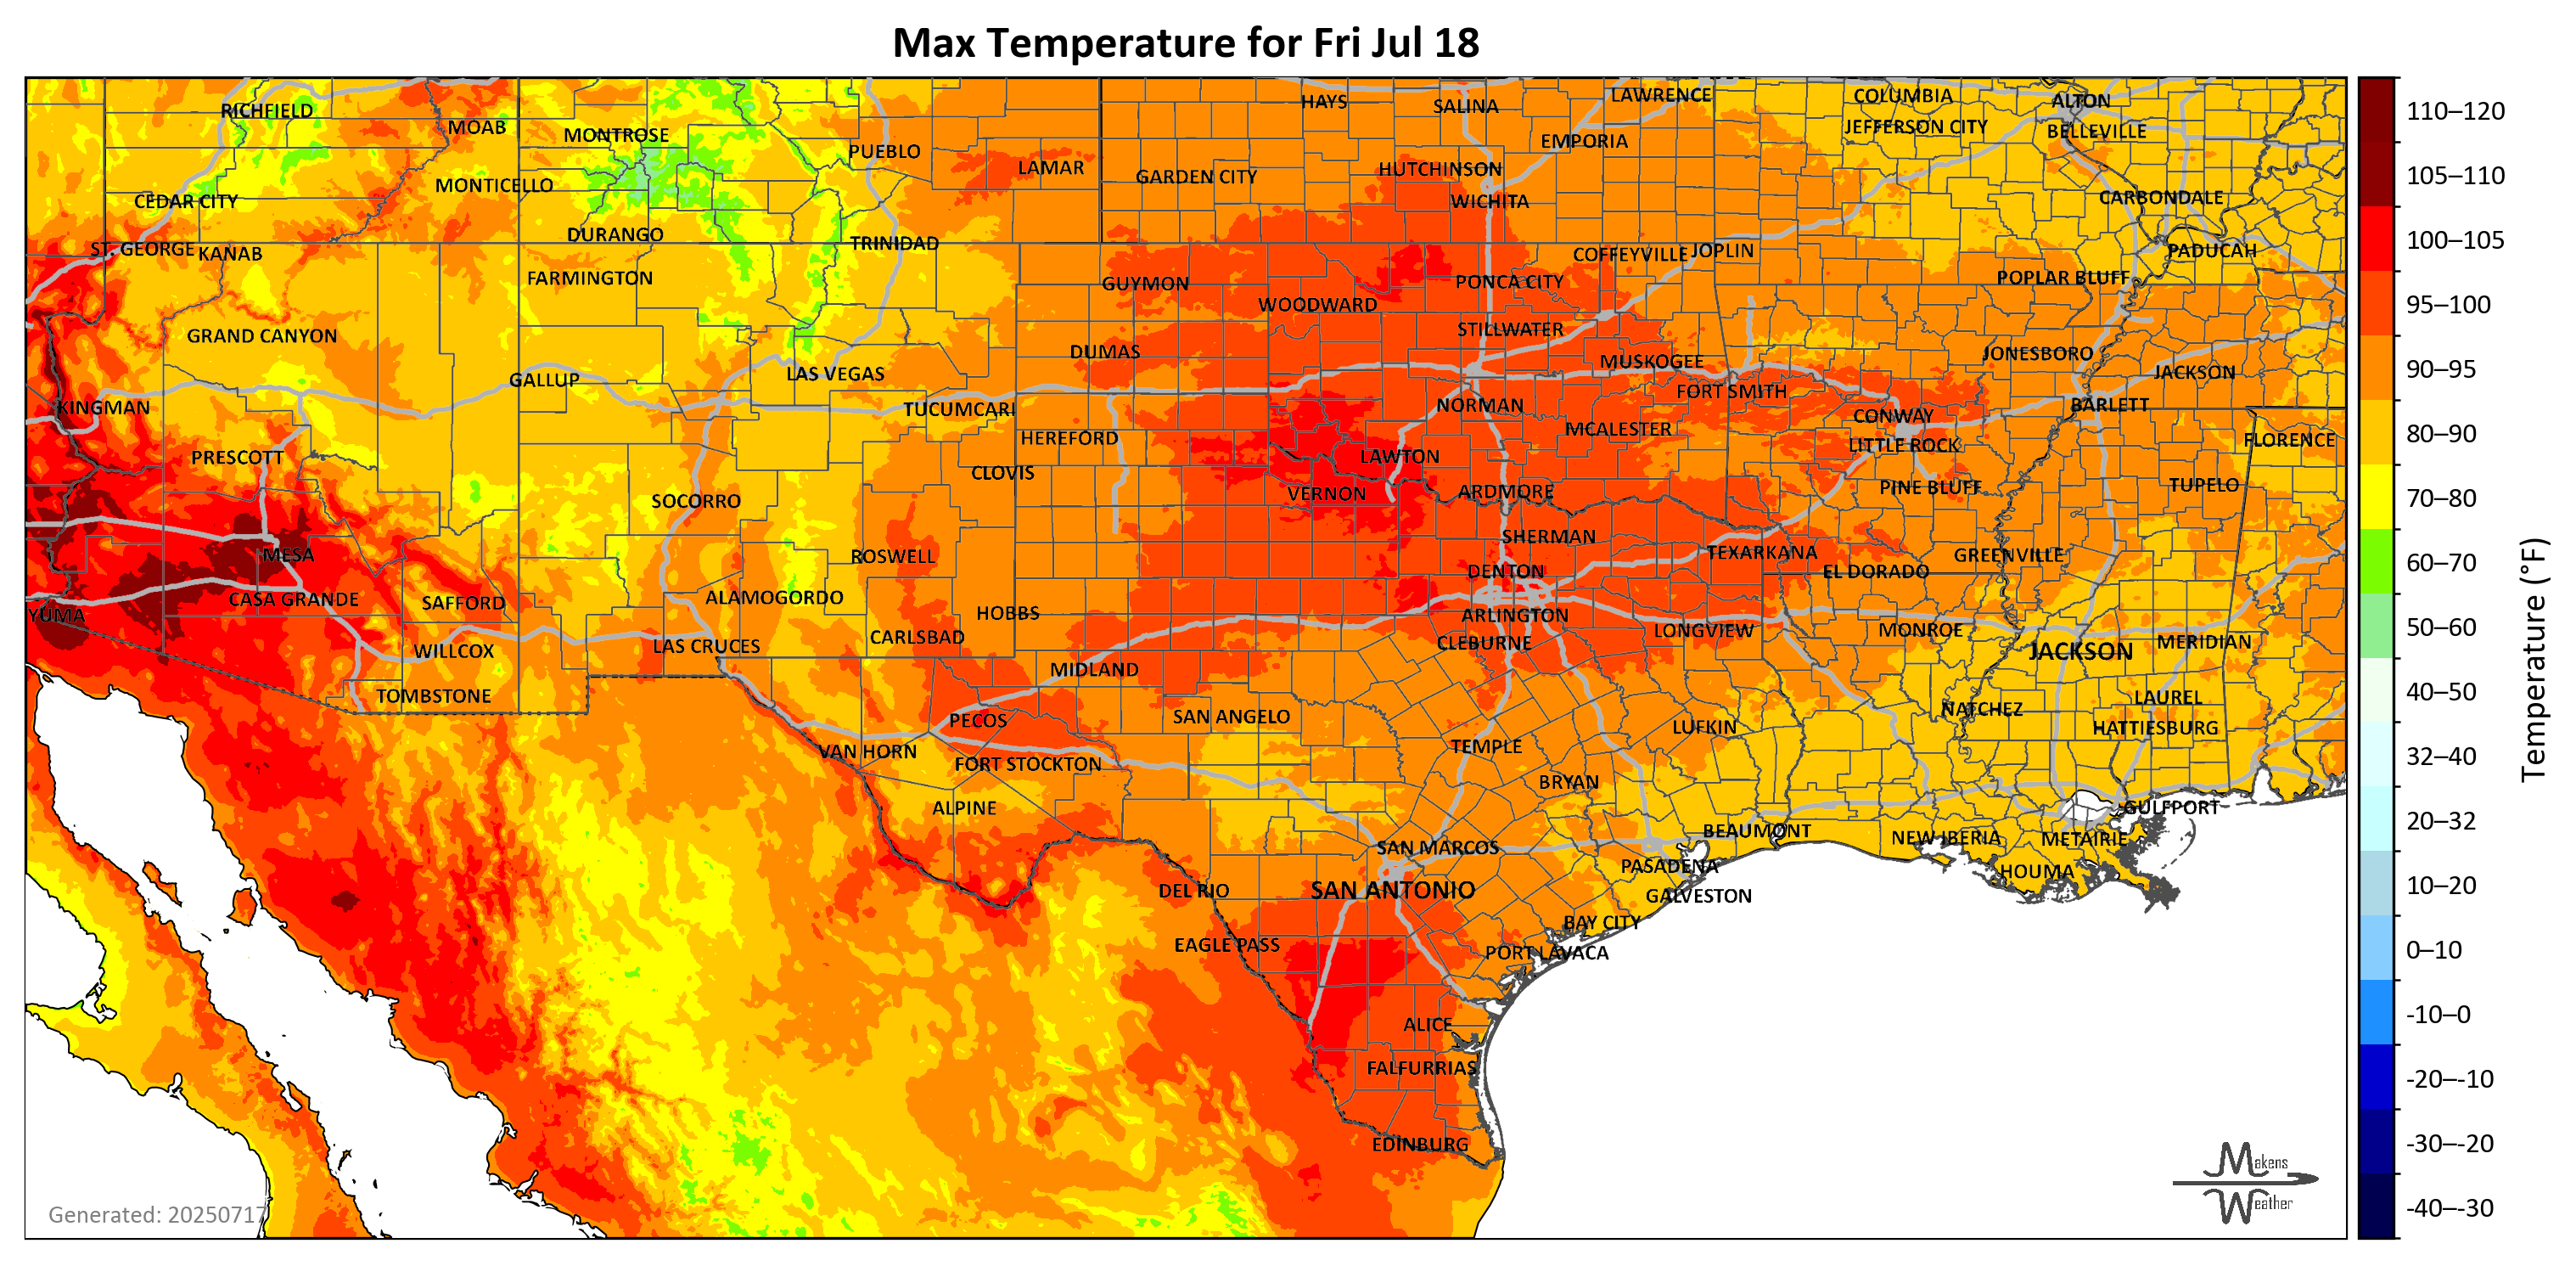 Max Temperature for Fri Jul 18
HAYS
SALINA
LAWRENCE
COLUMBIA
ALTON
RICHFIELD
MOAB
MONTROSE
EMPORIA
JEFFERSON CITY
BELLEVILLE
PUEBLO
LAMAR
GARDEN CITY
HUTCHINSON
MONTICELLO
CEDAR CITY
WICHITA
CARBONDALE
DURANGO
TRINIDAD
ST. GEORGE
KANAB
COFFEYVILLE
JOPLIN
PADUCAH
FARMINGTON
GUYMON
PONCA CITY
POPLAR BLUFF
WOODWARD
GRAND CANYON
STILLWATER
DUMAS
MUSKOGEE
JONESBORO
GALLUP
LAS VEGAS
FORT SMITH
JACKSON
KINGMAN
TUCUMCARI
NORMAN
CONWAY
BARLETT
HEREFORD
MCALESTER
LITTLE ROCK
FLORENCE
PRESCOTT
CLOVIS
LAWTON
SOCORRO
VERNON
ARDMORE
PINE BLUFF
TUPELO
MESA
ROSWELL
SHERMAN
TEXARKANA
GREENVILLE
DENTON
EL DORADO
CASA GRANDE
SAFFORD
ALAMOGORDO
HOBBS
YUMA
ARLINGTON
CARLSBAD
LONGVIEW
MONROE
WILLCOX
LAS CRUCES
CLEBURNE
JACKSON
MERIDIAN
MIDLAND
TOMBSTONE
LAUREL
PECOS
SAN ANGELO
NATCHEZ
LUFKIN
HATTIESBURG
VAN HORN
TEMPLE
FORT STOCKTON
BRYAN
ALPINE
GULFPORT
BEAUMONT
NEW IBERIA
METAIRIE
SAN MARCOS
PASADENA
HOUMA
DEL RIO
SAN ANTONIO
GALVESTON
BAY CITY
EAGLE PASS
PORT LAVACA
ALICE
FALFURRIAS
EDINBURG
Generated: 20250717
Makens
Weather
110–120
105–110
100–105
95–100
90–95
80–90
70–80
60–70
50–60
40–50
32–40
20–32
10–20
0–10
-10–0
-20–-10
-30–-20
-40–-30
Temperature (°F)